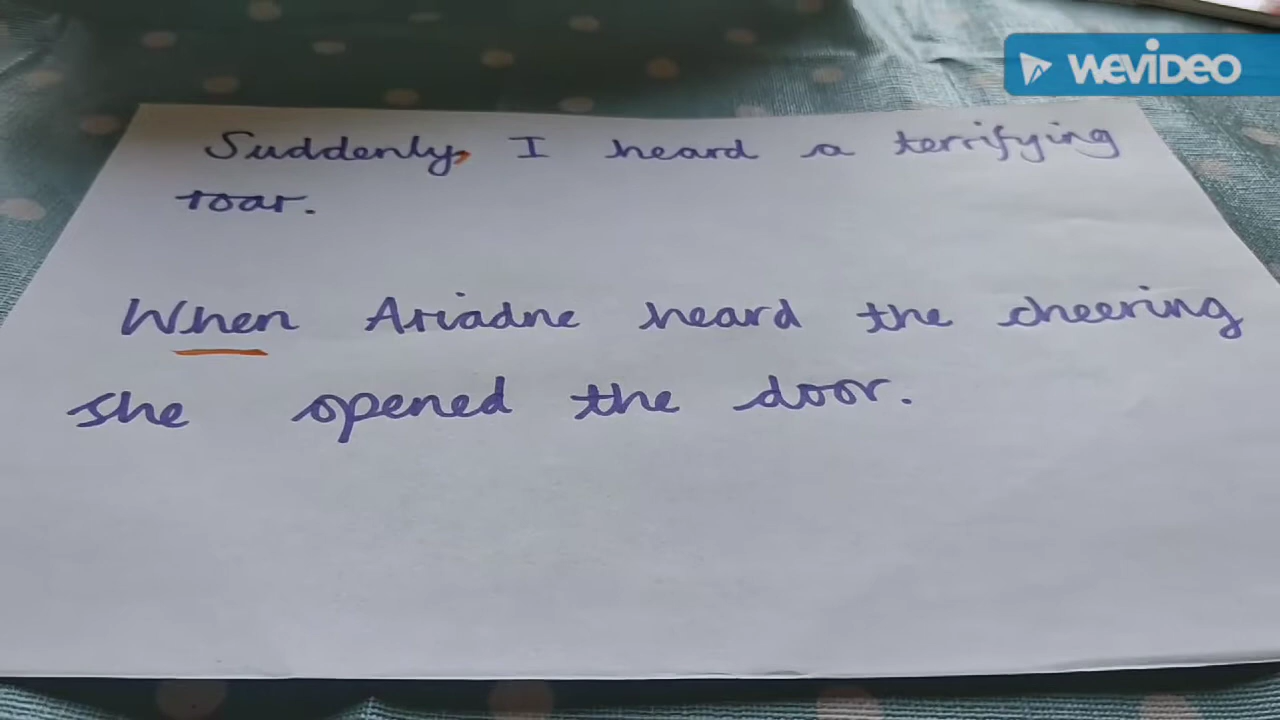 WEVIDEO
Suddenly, I heard a terrifying
roar.
When Ariadne heard the cheering
she opened the door.